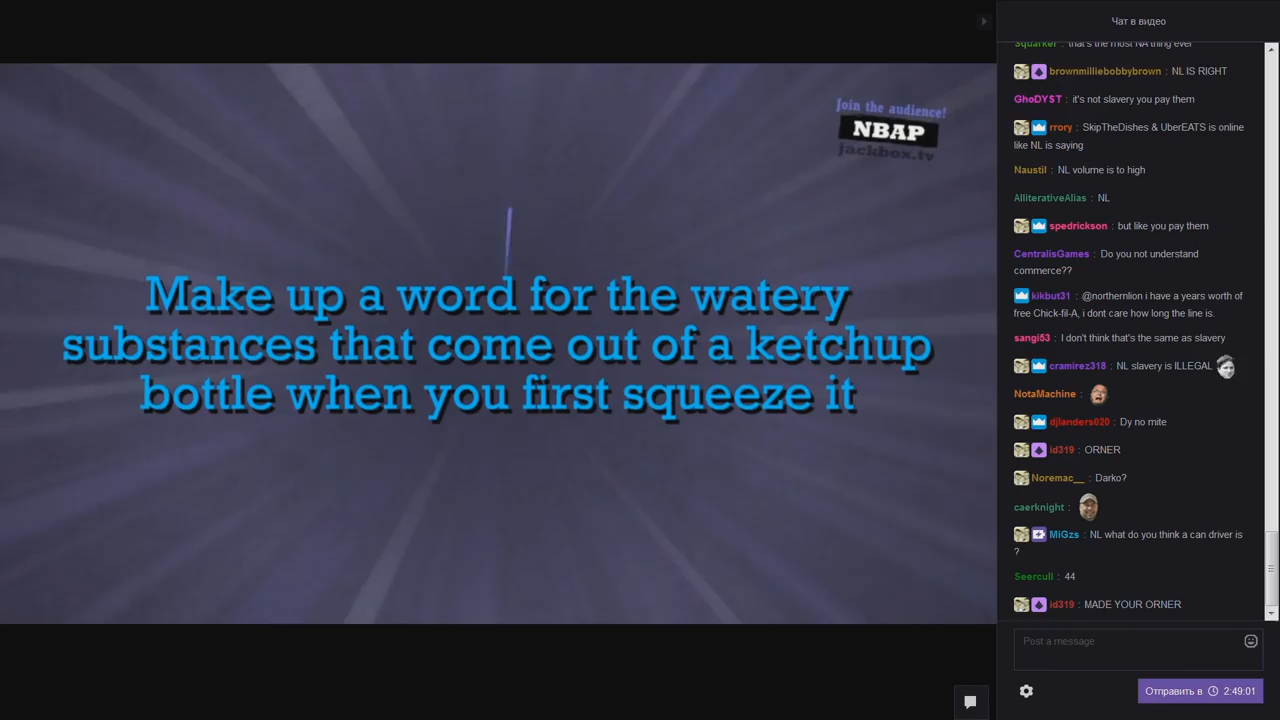 Чат в видео
Join the audience!
NBAP
jackbox.tv
Make up a word for the watery
substances that come out of a ketchup
bottle when you first squeeze it
Squarker : that's the most NA thing ever
brownmilliebobbybrown : NL IS RIGHT
GhoDYST : it's not slavery you pay them
rrory : SkipTheDishes & UberEATS is online
like NL is saying
Naustil : NL volume is to high
AlliterativeAlias : NL
spedrickson : but like you pay them
CentralisGames : Do you not understand
commerce??
kikbut31 : @northernlion i have a years worth of
free Chick-fil-A, i dont care how long the line is.
sangi53 : I don't think that's the same as slavery
cramirez318 : NL slavery is ILLEGAL
NotaMachine :
djlanders020 : Dy no mite
id319 : ORNER
Noremac__ : Darko?
caerknight :
MiGzs : NL what do you think a can driver is
?
Seercull : 44
id319 : MADE YOUR ORNER
Post a message
Отправить в 2:49:01